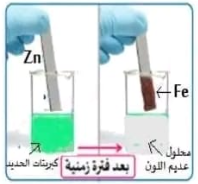 Zn
Fe
محلول
عديم اللون
بعد فترة زمنية
كبريتات الحديد